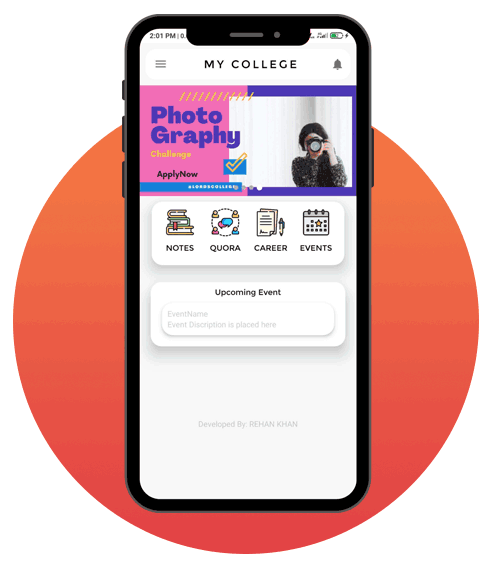 2:01 PM | 0.
MY COLLEGE
Photo
Graphy
Challenge
ApplyNow
NOTES QUORA CAREER EVENTS
Upcoming Event
EventName
Event Discription is placed here
Developed By: REHAN KHAN